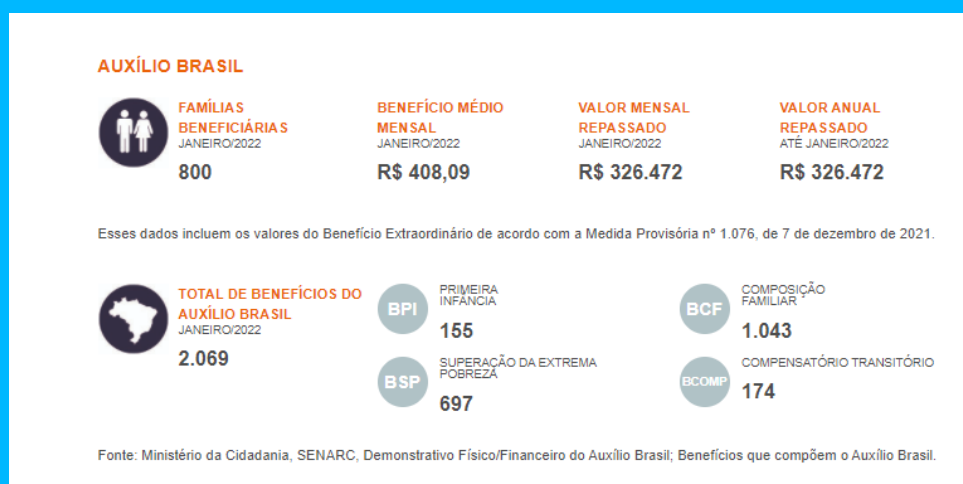 AUXÍLIO BRASIL
FAMÍLIAS
BENEFICIÁRIAS
JANEIRO/2022
800
BENEFÍCIO MÉDIO
MENSAL
JANEIRO/2022
R$ 408,09
VALOR MENSAL
REPASSADO
JANEIRO/2022
R$ 326.472
VALOR ANUAL
REPASSADO
ATÉ JANEIRO/2022
R$ 326.472
Esses dados incluem os valores do Benefício Extraordinário de acordo com a Medida Provisória nº 1.076, de 7 de dezembro de 2021.
TOTAL DE BENEFÍCIOS DO
AUXÍLIO BRASIL
JANEIRO/2022
2.069
BPI
PRIMEIRA
INFÂNCIA
155
BCF
COMPOSIÇÃO
FAMILIAR
1.043
BSP
SUPERAÇÃO DA EXTREMA
POBREZA
697
BCOMP
COMPENSATÓRIO TRANSITÓRIO
174
Fonte: Ministério da Cidadania, SENARC, Demonstrativo Físico/Financeiro do Auxílio Brasil; Benefícios que compõem o Auxílio Brasil.